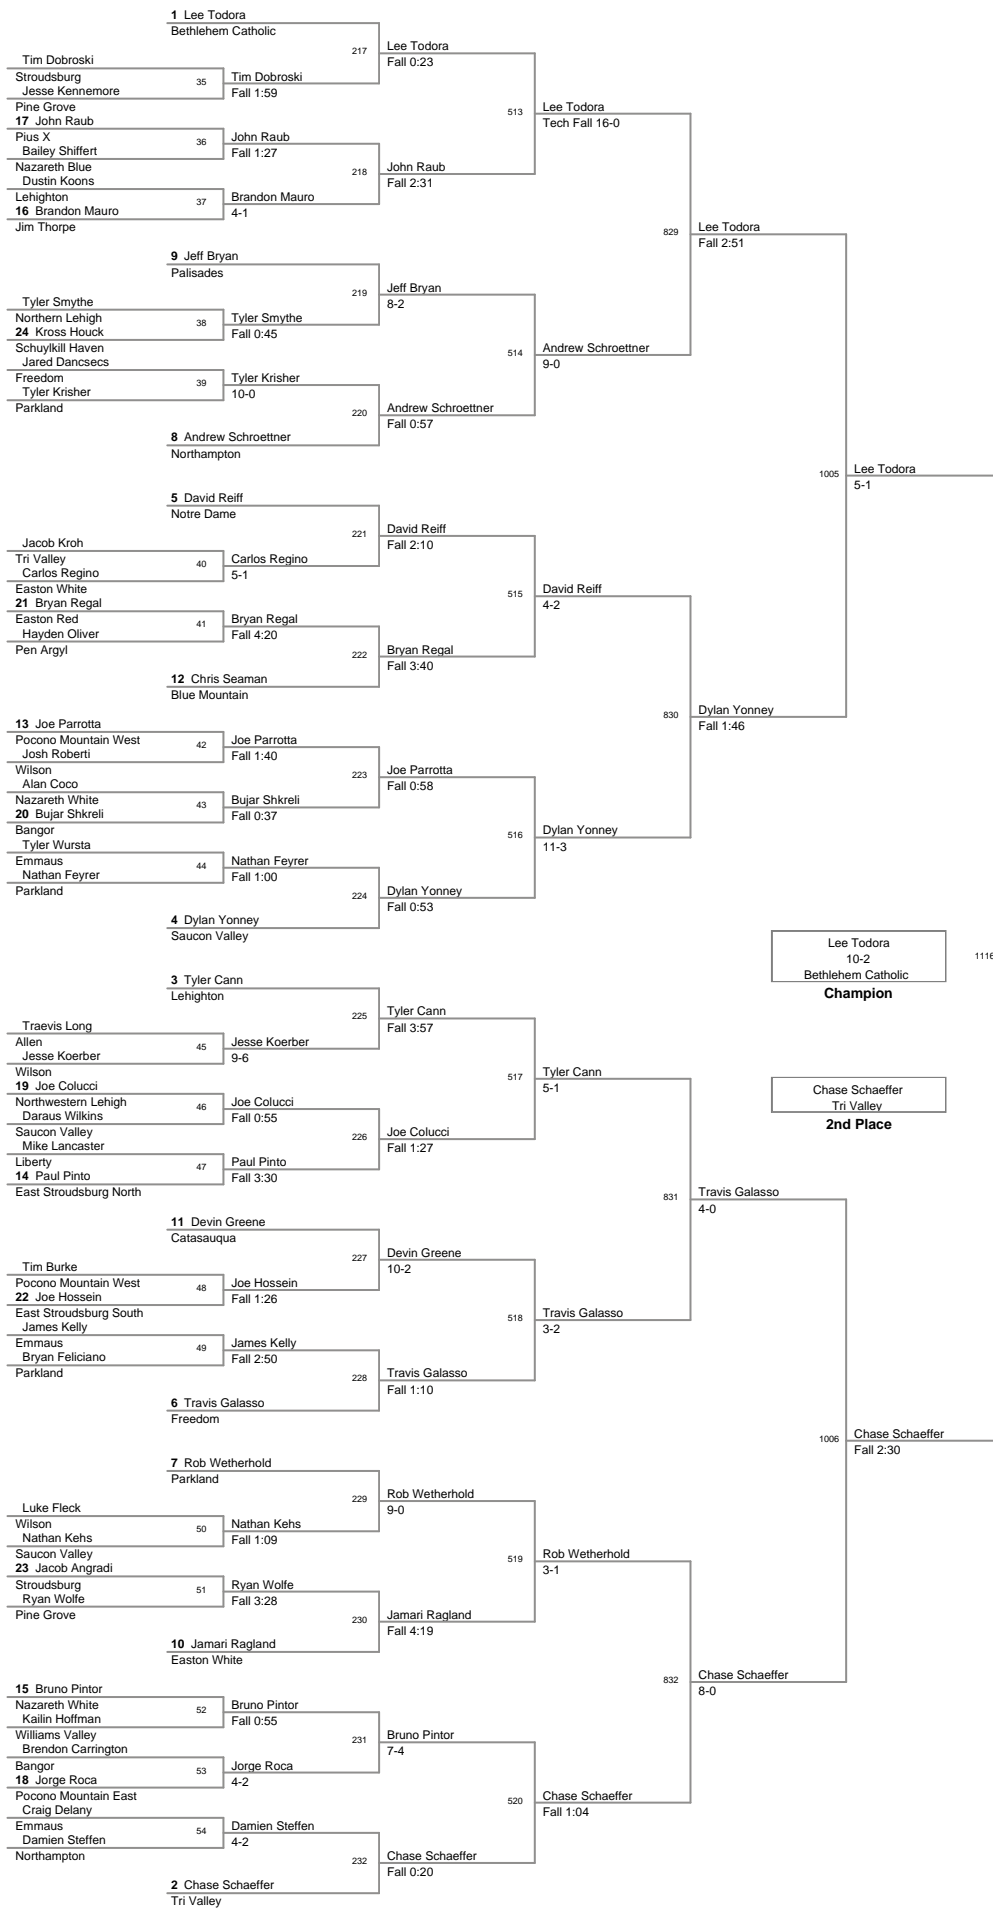 1 Lee Todora
Bethlehem Catholic
217
Lee Todora
Fall 0:23
Tim Dobroski
Stroudsburg
35
Tim Dobroski
Fall 1:59
Jesse Kennemore
Pine Grove
513
Lee Todora
Tech Fall 16-0
17 John Raub
Pius X
36
John Raub
Fall 1:27
Bailey Shiffert
Nazareth Blue
218
John Raub
Fall 2:31
Dustin Koons
Lehighton
37
Brandon Mauro
4-1
16 Brandon Mauro
Jim Thorpe
829
Lee Todora
Fall 2:51
9 Jeff Bryan
Palisades
219
Jeff Bryan
8-2
Tyler Smythe
Northern Lehigh
38
Tyler Smythe
Fall 0:45
24 Kross Houck
Schuylkill Haven
514
Andrew Schroettner
9-0
Jared Dancsecs
Freedom
39
Tyler Krisher
10-0
Tyler Krisher
Parkland
220
Andrew Schroettner
Fall 0:57
8 Andrew Schroettner
Northampton
1005
Lee Todora
5-1
5 David Reiff
Notre Dame
221
David Reiff
Fall 2:10
Jacob Kroh
Tri Valley
40
Carlos Regino
5-1
Carlos Regino
Easton White
515
David Reiff
4-2
21 Bryan Regal
Easton Red
41
Bryan Regal
Fall 4:20
Hayden Oliver
Pen Argyl
222
Bryan Regal
Fall 3:40
12 Chris Seaman
Blue Mountain
830
Dylan Yonney
Fall 1:46
13 Joe Parrotta
Pocono Mountain West
42
Joe Parrotta
Fall 1:40
Josh Roberti
Wilson
223
Joe Parrotta
Fall 0:58
Alan Coco
Nazareth White
43
Bujar Shkreli
Fall 0:37
20 Bujar Shkreli
Bangor
516
Dylan Yonney
11-3
Tyler Wursta
Emmaus
44
Nathan Feyrer
Fall 1:00
Nathan Feyrer
Parkland
224
Dylan Yonney
Fall 0:53
4 Dylan Yonney
Saucon Valley
Lee Todora
10-2
Bethlehem Catholic
Champion
1116
3 Tyler Cann
Lehighton
225
Tyler Cann
Fall 3:57
Traevis Long
Allen
45
Jesse Koerber
9-6
Jesse Koerber
Wilson
517
Tyler Cann
5-1
19 Joe Colucci
Northwestern Lehigh
46
Joe Colucci
Fall 0:55
Daraus Wilkins
Saucon Valley
226
Joe Colucci
Fall 1:27
Mike Lancaster
Liberty
47
Paul Pinto
Fall 3:30
14 Paul Pinto
East Stroudsburg North
Chase Schaeffer
Tri Valley
2nd Place
831
Travis Galasso
4-0
11 Devin Greene
Catasauqua
227
Devin Greene
10-2
Tim Burke
Pocono Mountain West
48
Joe Hossein
Fall 1:26
22 Joe Hossein
East Stroudsburg South
518
Travis Galasso
3-2
James Kelly
Emmaus
49
James Kelly
Fall 2:50
Bryan Feliciano
Parkland
228
Travis Galasso
Fall 1:10
6 Travis Galasso
Freedom
1006
Chase Schaeffer
Fall 2:30
7 Rob Wetherhold
Parkland
229
Rob Wetherhold
9-0
Luke Fleck
Wilson
50
Nathan Kehs
Fall 1:09
Nathan Kehs
Saucon Valley
519
Rob Wetherhold
3-1
23 Jacob Angradi
Stroudsburg
51
Ryan Wolfe
Fall 3:28
Ryan Wolfe
Pine Grove
230
Jamari Ragland
Fall 4:19
10 Jamari Ragland
Easton White
832
Chase Schaeffer
8-0
15 Bruno Pintor
Nazareth White
52
Bruno Pintor
Fall 0:55
Kailin Hoffman
Williams Valley
231
Bruno Pintor
7-4
Brendon Carrington
Bangor
53
Jorge Roca
4-2
18 Jorge Roca
Pocono Mountain East
520
Chase Schaeffer
Fall 1:04
Craig Delany
Emmaus
54
Damien Steffen
4-2
Damien Steffen
Northampton
232
Chase Schaeffer
Fall 0:20
2 Chase Schaeffer
Tri Valley